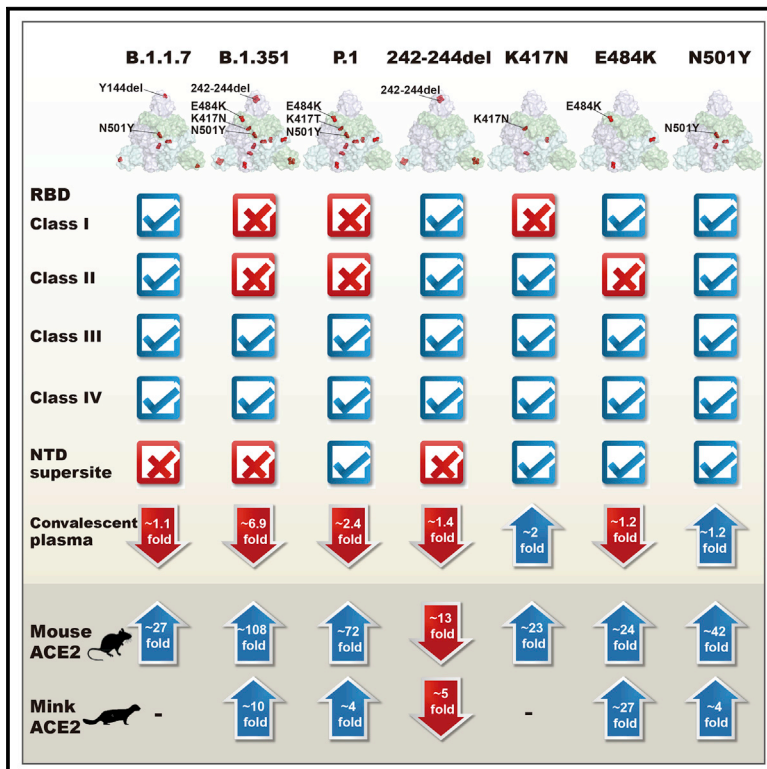 B.1.1.7 B.1.351 P.1 242-244del K417N E484K N501Y
Y144del
N501Y
242-244del
E484K
K417N
N501Y
E484K
K417T
N501Y
242-244del
K417N
E484K
N501Y
RBD
Class I
Class II
Class III
Class IV
NTD
supersite
Convalescent
plasma
~1.1
fold
~6.9
fold
~2.4
fold
~1.4
fold
~2
fold
~1.2
fold
~1.2
fold
Mouse
ACE2
~27
fold
~108
fold
~72
fold
~13
fold
~23
fold
~24
fold
~42
fold
Mink
ACE2
-
~10
fold
~4
fold
~5
fold
-
~27
fold
~4
fold